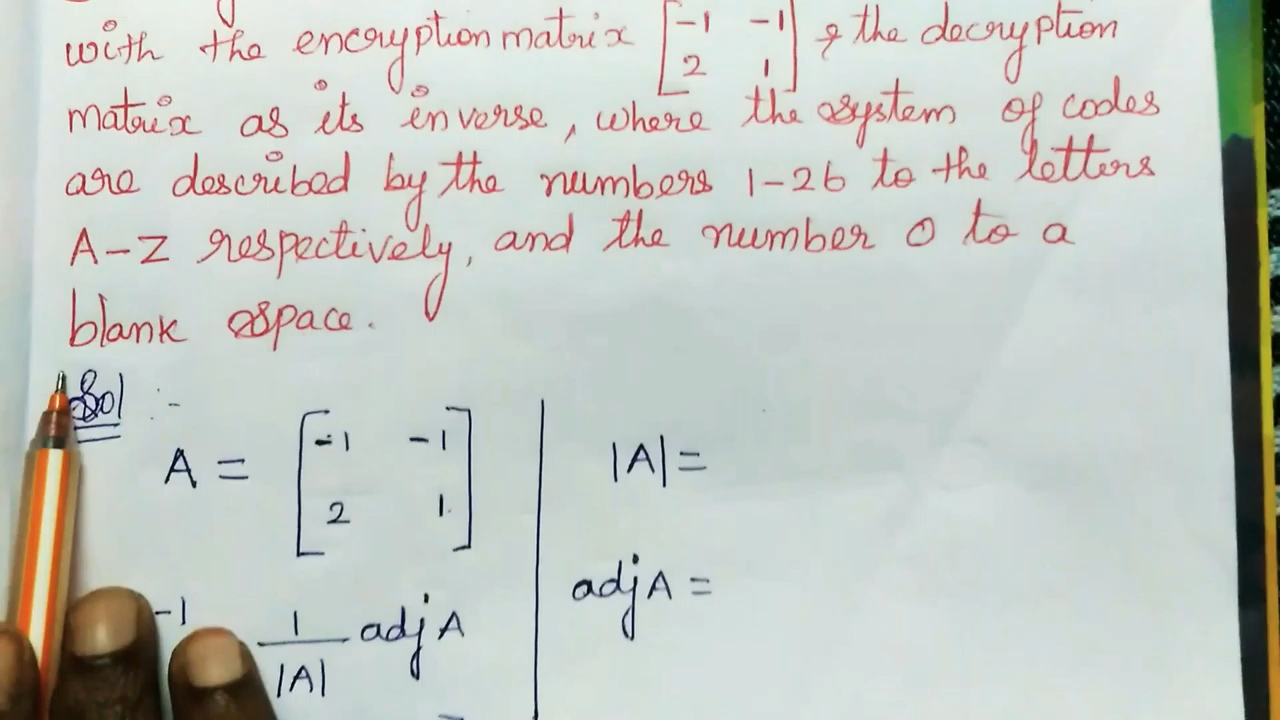 with the encryption matrix [-1 -1 2 1] & the decryption
matrix as its inverse, where the system of codes
are described by the numbers 1-26 to the letters
A-Z respectively, and the number 0 to a
blank space.
Sol :-
A = [-1 -1 2 1]
|A| =
-1 1/|A| adj A
adj A =